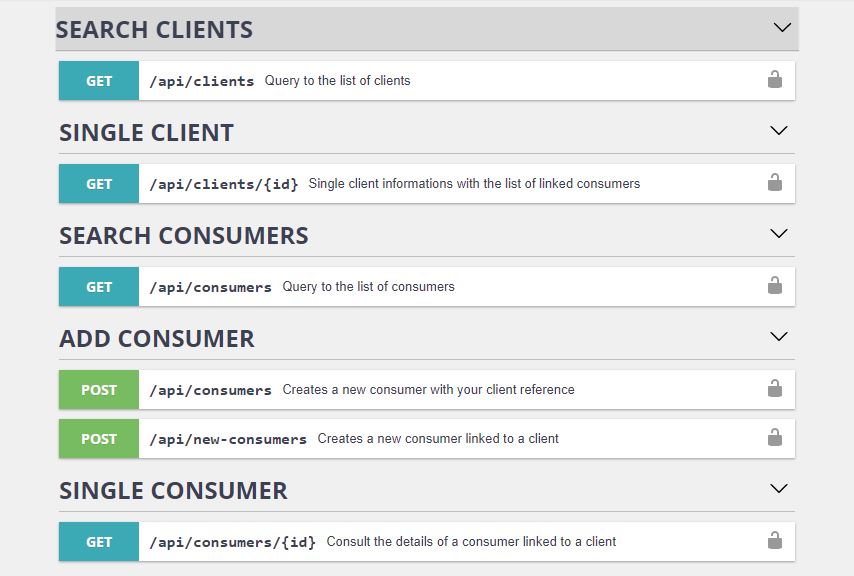 SEARCH CLIENTS
GET /api/clients Query to the list of clients
SINGLE CLIENT
GET /api/clients/{id} Single client informations with the list of linked consumers
SEARCH CONSUMERS
GET /api/consumers Query to the list of consumers
ADD CONSUMER
POST /api/consumers Creates a new consumer with your client reference
POST /api/new-consumers Creates a new consumer linked to a client
SINGLE CONSUMER
GET /api/consumers/{id} Consult the details of a consumer linked to a client